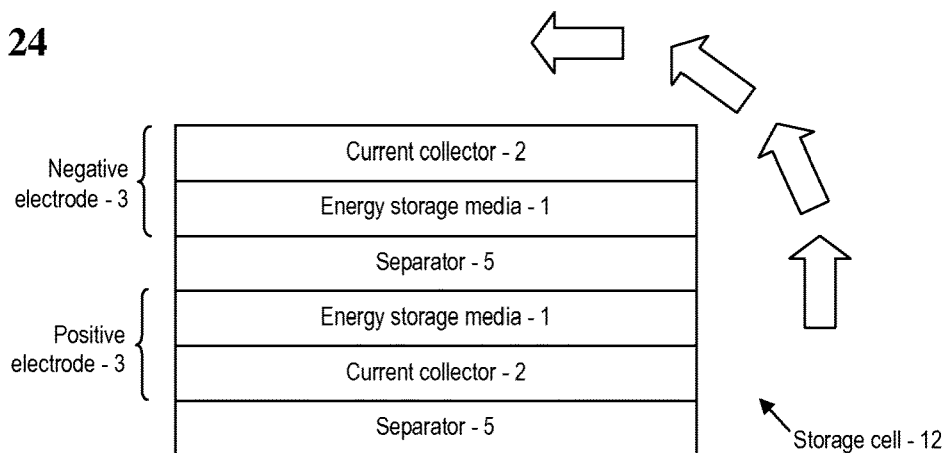 24
Negative
electrode - 3
Current collector - 2
Energy storage media - 1
Separator - 5
Positive
electrode - 3
Energy storage media - 1
Current collector - 2
Separator - 5
Storage cell - 12